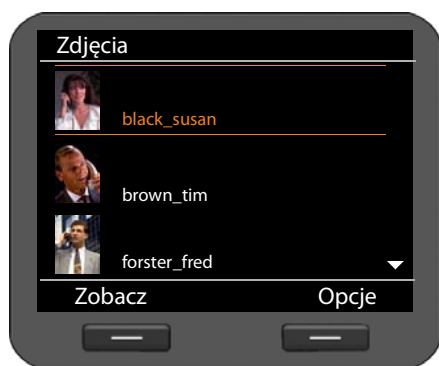 Zdjęcia
black_susan
brown_tim
forster_fred
Zobacz Opcje